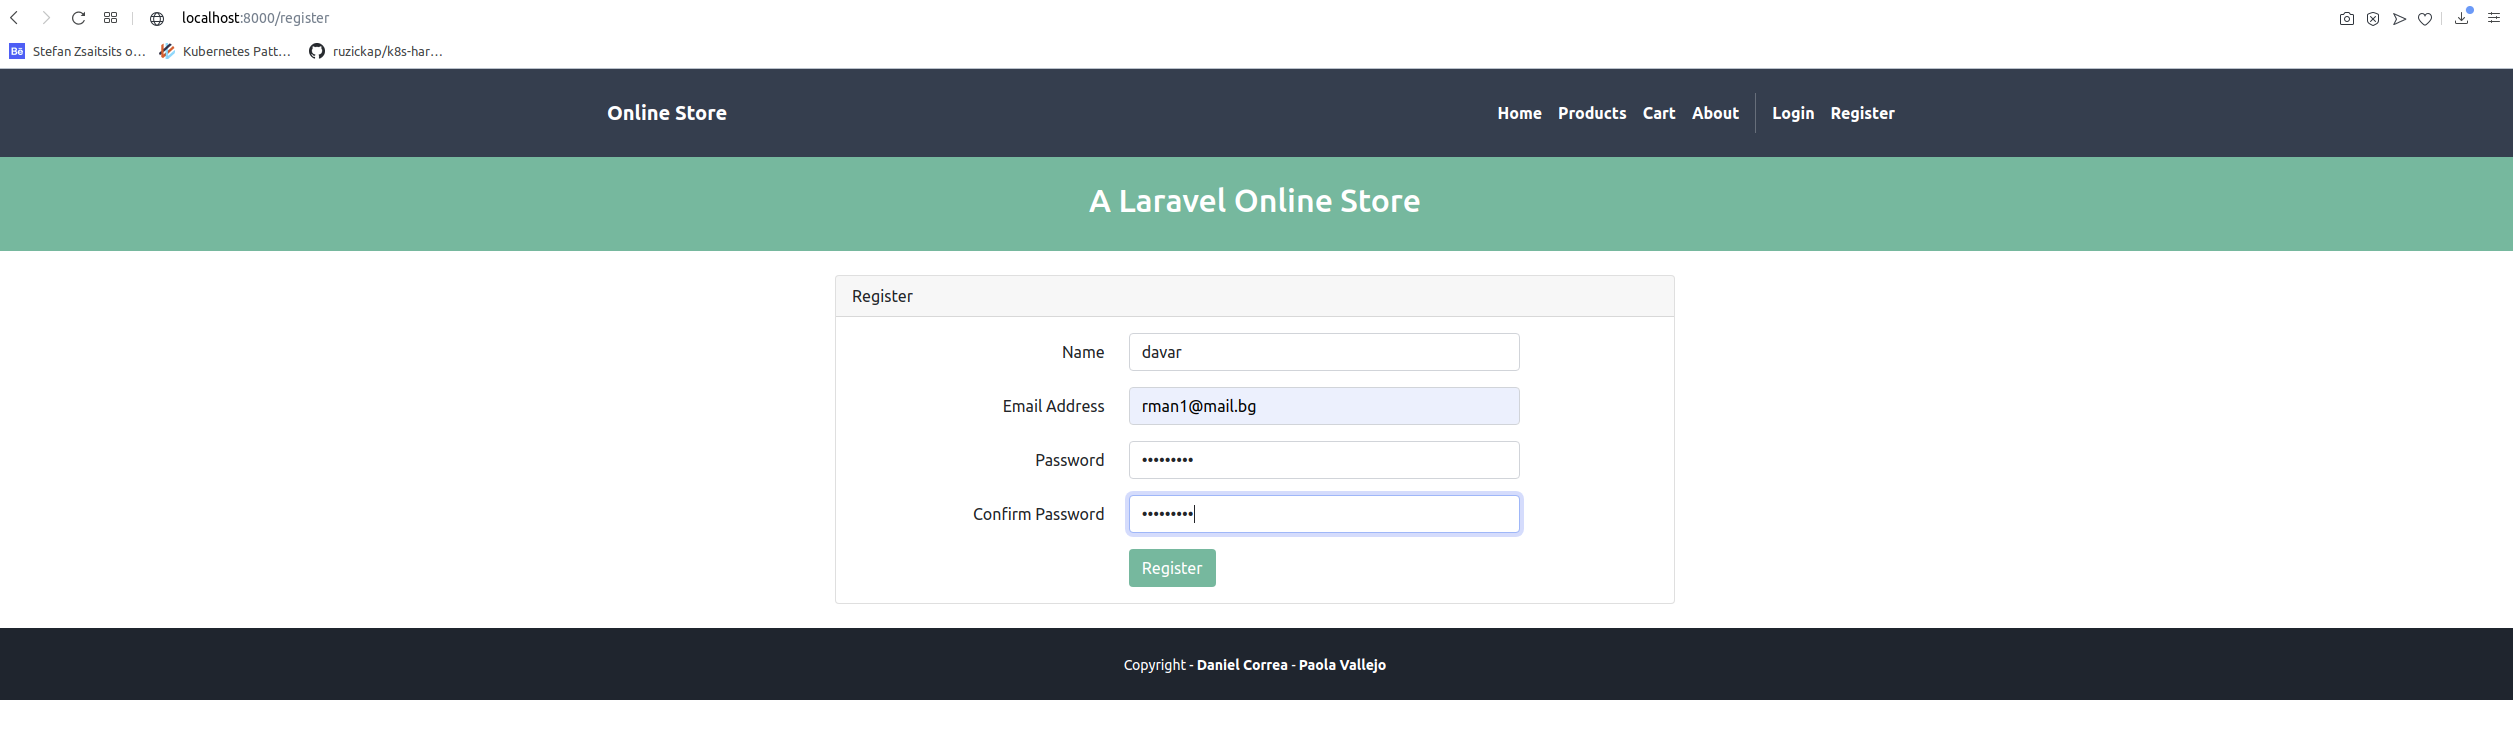 localhost:8000/register
Bē Stefan Zsaitsits o... Kubernetes Patt... ruzickap/k8s-har...
Online Store Home Products Cart About Login Register
A Laravel Online Store
Register
Name davar
Email Address rman1@mail.bg
Password •••••••••
Confirm Password •••••••••
Register
Copyright - Daniel Correa - Paola Vallejo